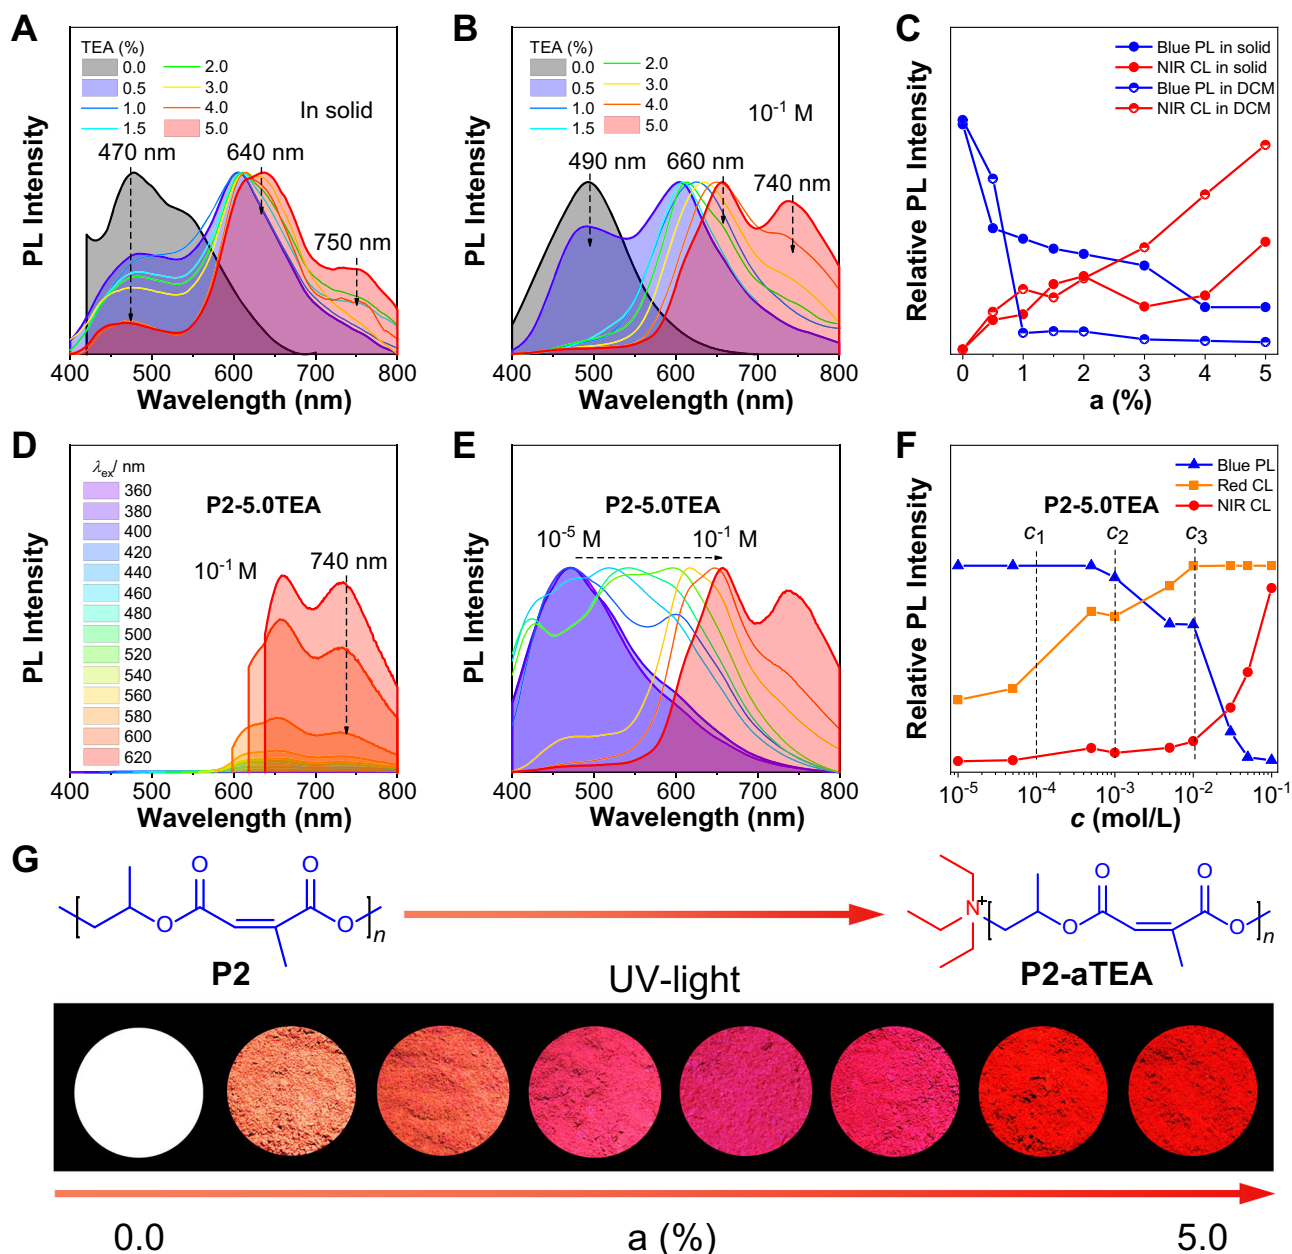 A
TEA (%)
0.0
0.5
1.0
1.5
2.0
3.0
4.0
5.0
In solid
470 nm
640 nm
750 nm
PL Intensity
400 500 600 700 800
Wavelength (nm)
B
TEA (%)
0.0
0.5
1.0
1.5
2.0
3.0
4.0
5.0
10⁻¹ M
490 nm
660 nm
740 nm
PL Intensity
400 500 600 700 800
Wavelength (nm)
C
Blue PL in solid
NIR CL in solid
Blue PL in DCM
NIR CL in DCM
Relative PL Intensity
0 1 2 3 4 5
a (%)
D
λex/ nm
360
380
400
420
440
460
480
500
520
540
560
580
600
620
P2-5.0TEA
10⁻¹ M
740 nm
PL Intensity
400 500 600 700 800
Wavelength (nm)
E
P2-5.0TEA
10⁻⁵ M
10⁻¹ M
PL Intensity
400 500 600 700 800
Wavelength (nm)
F
Blue PL
Red CL
NIR CL
P2-5.0TEA
c1 c2 c3
Relative PL Intensity
10⁻⁵ 10⁻⁴ 10⁻³ 10⁻² 10⁻¹
c (mol/L)
G
O O
O O
n
P2
N+
O O
O O
n
P2-aTEA
UV-light
0.0 a (%) 5.0